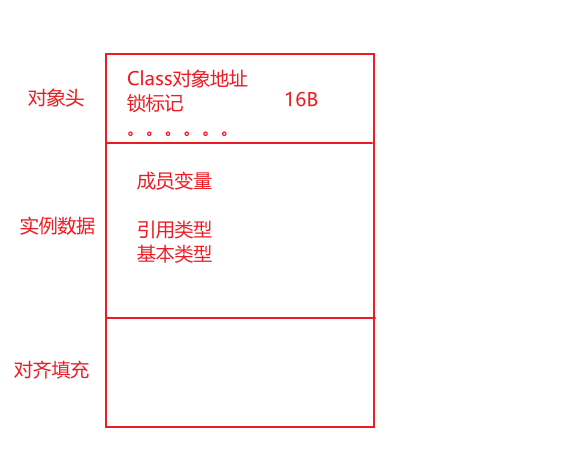 对象头
Class对象地址
锁标记
16B
。。。。。。
实例数据
成员变量
引用类型
基本类型
对齐填充